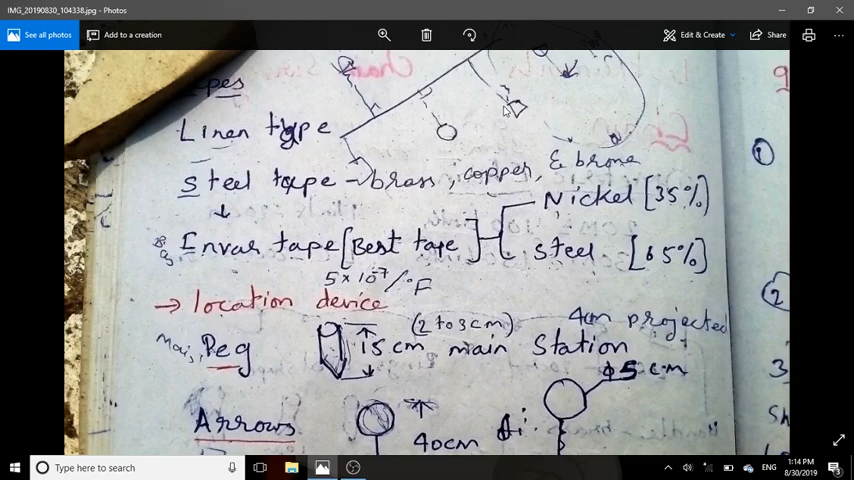 IMG_20190830_104338.jpg - Photos
See all photos
Add to a creation
Edit & Create
Share
Linen type
Steel tape - brass, copper, & bronze
Envar tape [Best tape]
Nickel [35%]
Steel [65%]
5 × 10⁻⁷/°F
→ location device
Peg
(2 to 3 cm)
4cm projected
15 cm main Station
ϕ 5 cm
Arrows
40cm
Type here to search
ENG
1:14 PM
8/30/2019